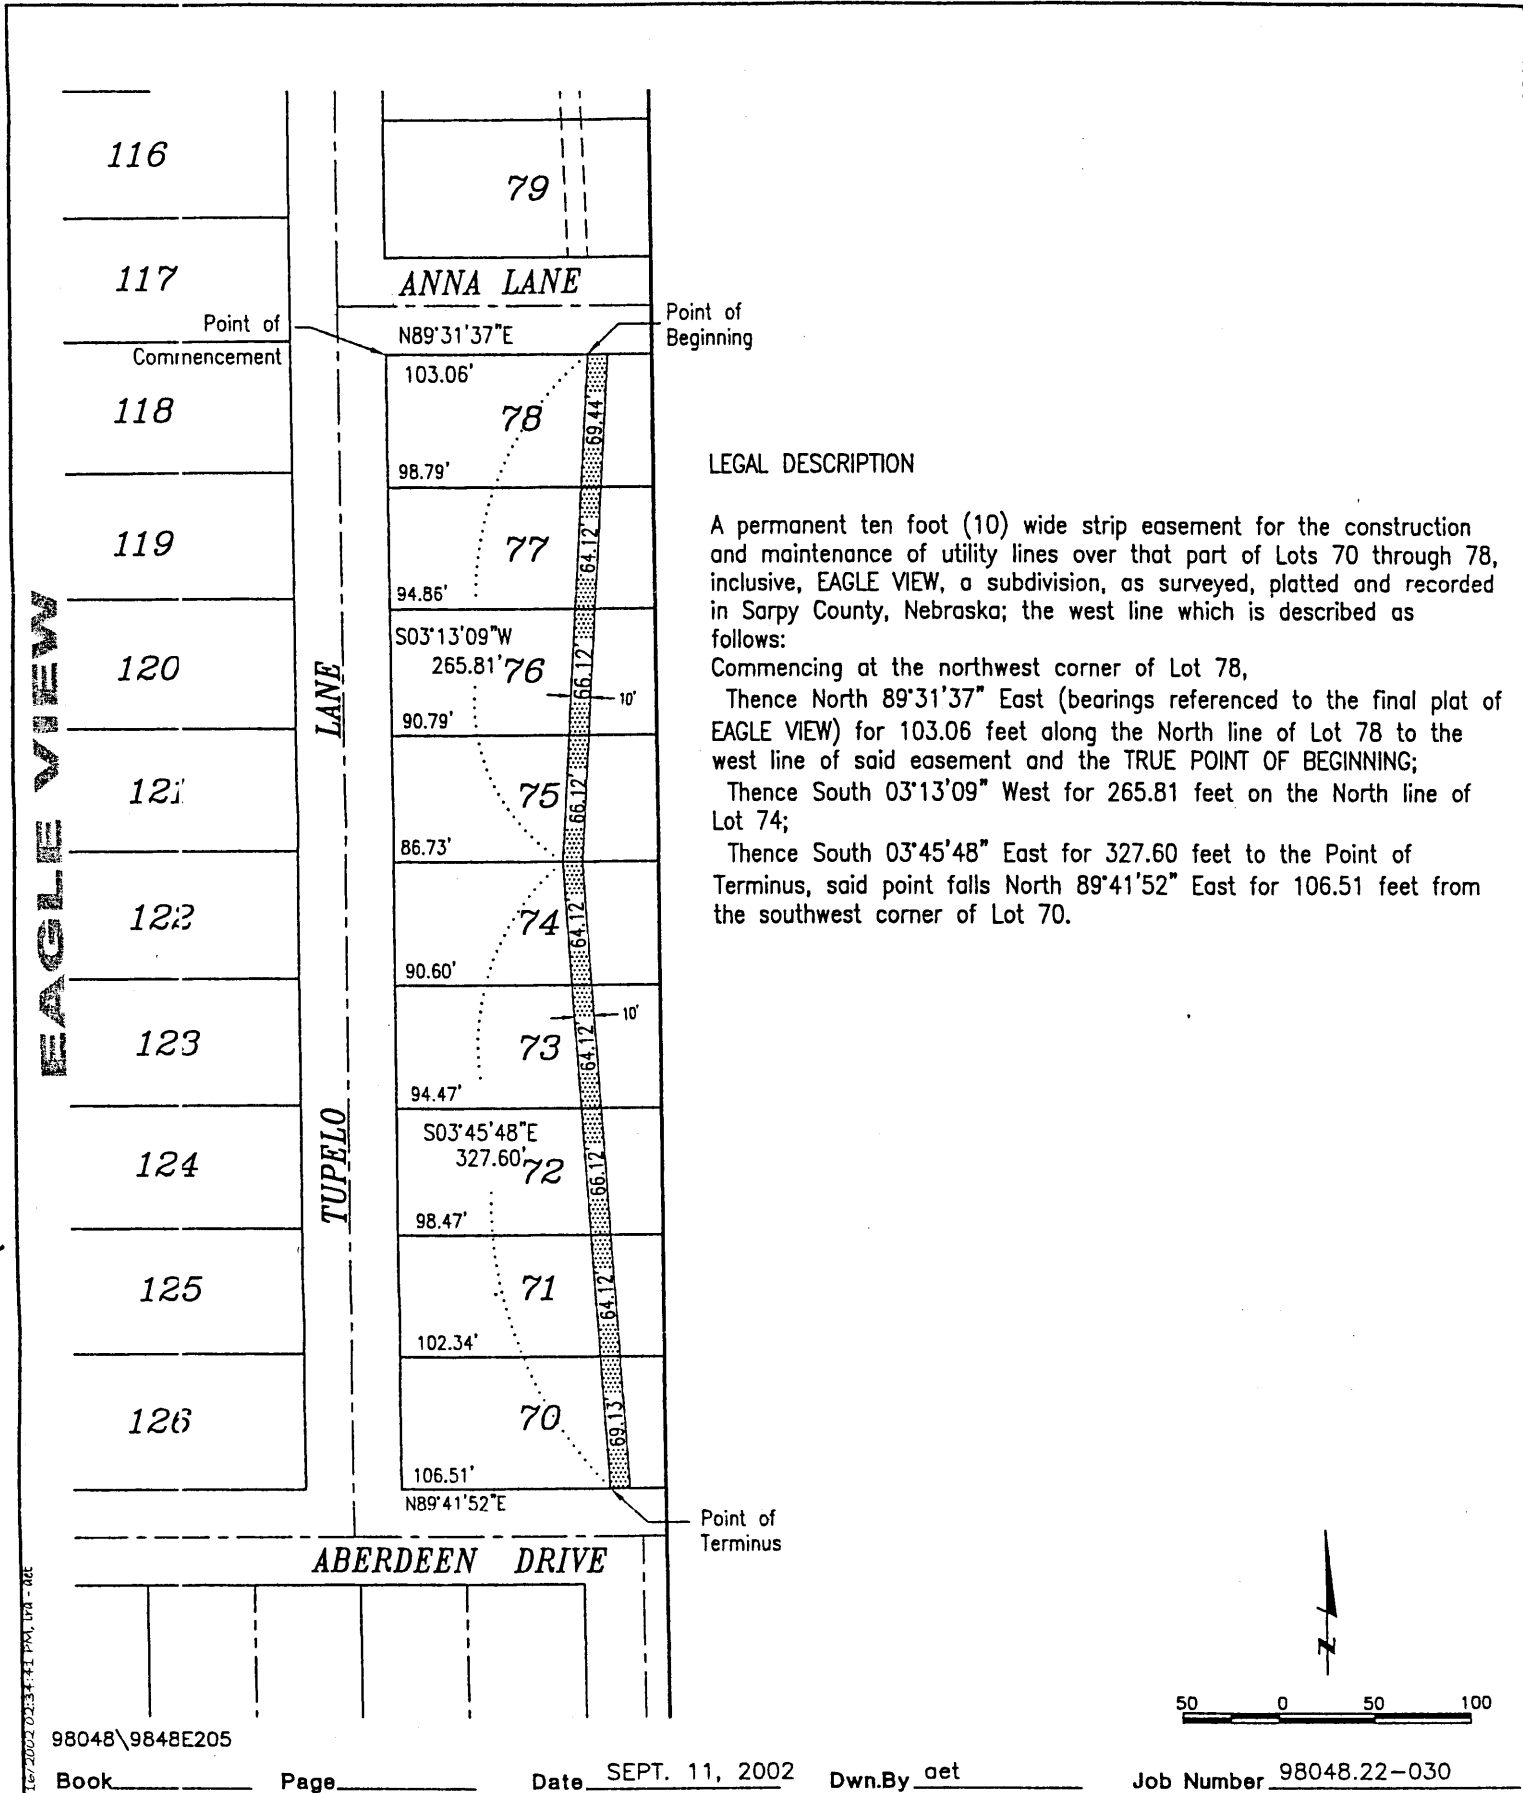 116
79
117
ANNA LANE
Point of
Commencement
N89°31'37"E
Point of
Beginning
103.06'
118
78
69.44'
98.79'
119
77
64.12'
94.86'
S03°13'09"W
265.81'
120
76
66.12'
10'
90.79'
LANE
EAGLE VIEW
121
75
66.12'
86.73'
122
74
64.12'
90.60'
123
73
64.12'
10'
94.47'
S03°45'48"E
327.60'
124
72
66.12'
TUPELO
98.47'
125
71
64.12'
102.34'
126
70
69.13'
106.51'
N89°41'52"E
Point of
Terminus
ABERDEEN DRIVE
LEGAL DESCRIPTION
A permanent ten foot (10) wide strip easement for the construction
and maintenance of utility lines over that part of Lots 70 through 78,
inclusive, EAGLE VIEW, a subdivision, as surveyed, platted and recorded
in Sarpy County, Nebraska; the west line which is described as
follows:
Commencing at the northwest corner of Lot 78,
Thence North 89°31'37" East (bearings referenced to the final plat of
EAGLE VIEW) for 103.06 feet along the North line of Lot 78 to the
west line of said easement and the TRUE POINT OF BEGINNING;
Thence South 03°13'09" West for 265.81 feet on the North line of
Lot 74;
Thence South 03°45'48" East for 327.60 feet to the Point of
Terminus, said point falls North 89°41'52" East for 106.51 feet from
the southwest corner of Lot 70.
N
50 0 50 100
16/2002 02:34:41 PM, lra - aet
98048\9848E205
Book Page Date SEPT. 11, 2002 Dwn.By aet Job Number 98048.22-030